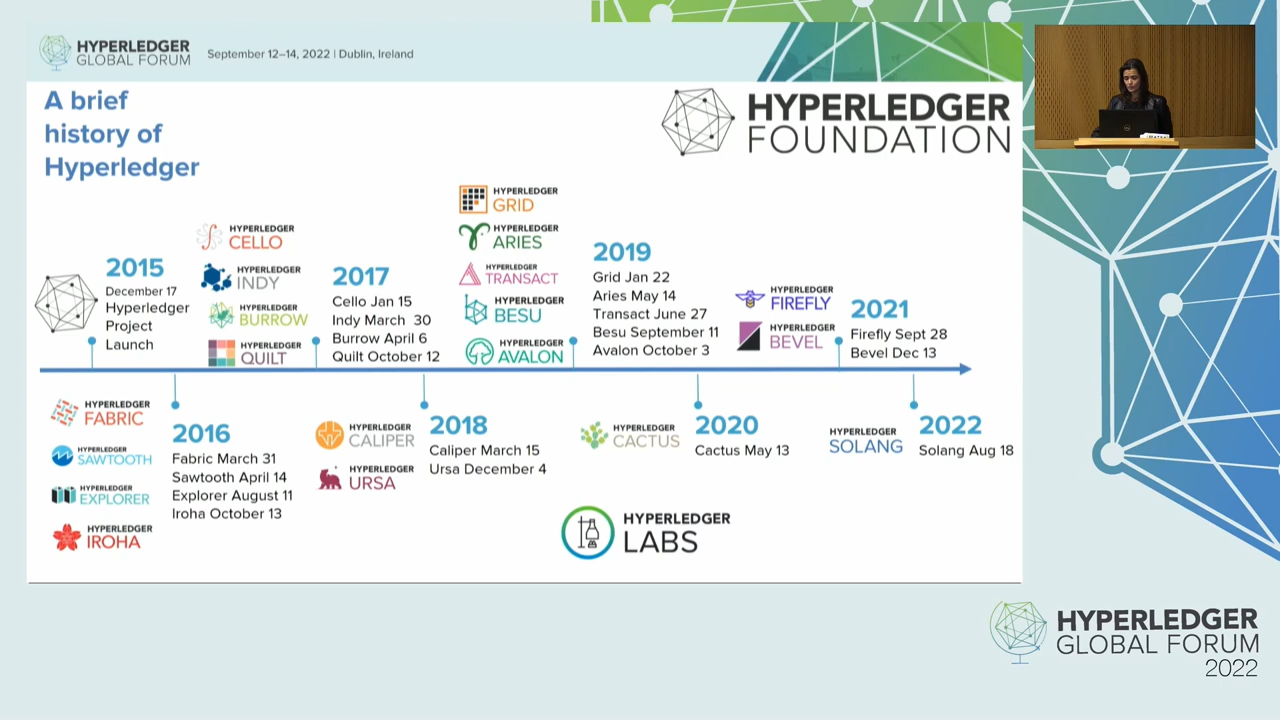 HYPERLEDGER
GLOBAL FORUM
September 12–14, 2022 | Dublin, Ireland
A brief
history of
Hyperledger
HYPERLEDGER
FOUNDATION
2015
December 17
Hyperledger
Project
Launch
HYPERLEDGER
CELLO
HYPERLEDGER
INDY
HYPERLEDGER
BURROW
HYPERLEDGER
QUILT
2017
Cello Jan 15
Indy March 30
Burrow April 6
Quilt October 12
HYPERLEDGER
GRID
HYPERLEDGER
ARIES
HYPERLEDGER
TRANSACT
HYPERLEDGER
BESU
HYPERLEDGER
AVALON
2019
Grid Jan 22
Aries May 14
Transact June 27
Besu September 11
Avalon October 3
HYPERLEDGER
FIREFLY
HYPERLEDGER
BEVEL
2021
Firefly Sept 28
Bevel Dec 13
HYPERLEDGER
FABRIC
HYPERLEDGER
SAWTOOTH
HYPERLEDGER
EXPLORER
HYPERLEDGER
IROHA
2016
Fabric March 31
Sawtooth April 14
Explorer August 11
Iroha October 13
HYPERLEDGER
CALIPER
HYPERLEDGER
URSA
2018
Caliper March 15
Ursa December 4
HYPERLEDGER
CACTUS
2020
Cactus May 13
HYPERLEDGER
SOLANG
2022
Solang Aug 18
HYPERLEDGER
LABS
HYPERLEDGER
GLOBAL FORUM
2022